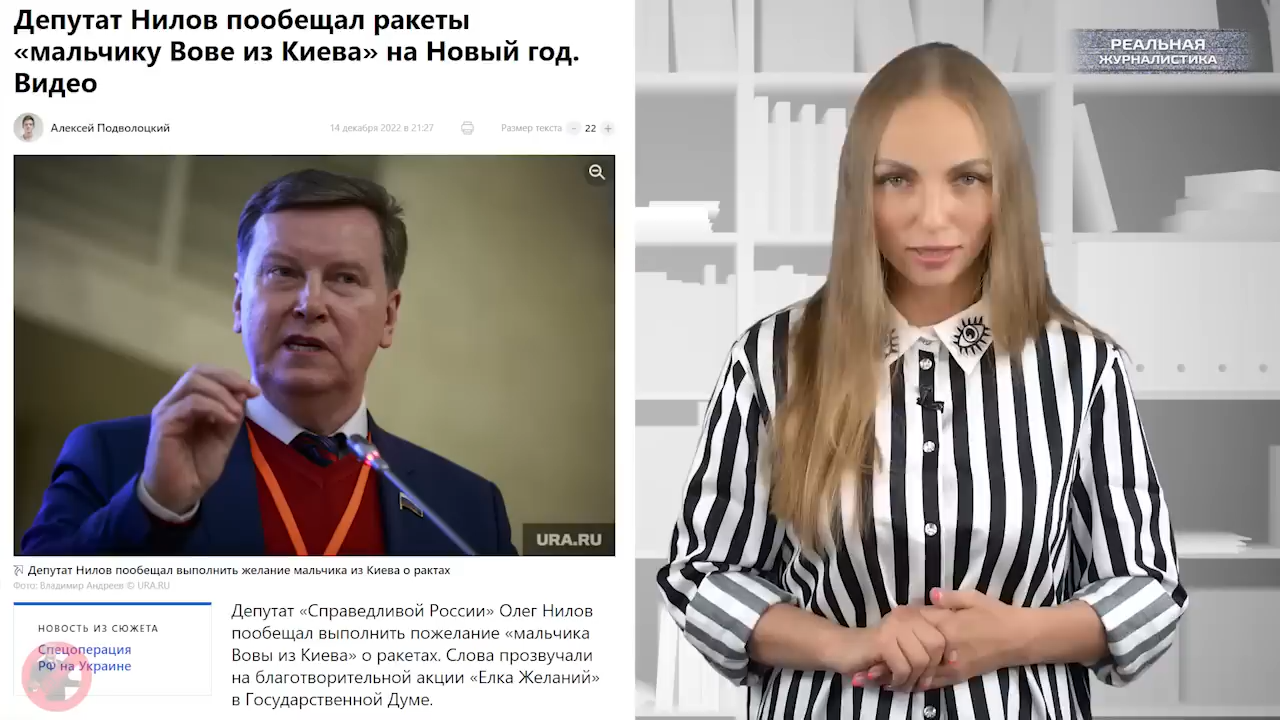 Депутат Нилов пообещал ракеты
«мальчику Вове из Киева» на Новый год.
Видео
Алексей Подволоцкий
14 декабря 2022 в 21:27
Размер текста - 22 +
URA.RU
Депутат Нилов пообещал выполнить желание мальчика из Киева о рактах
Фото: Владимир Андреев © URA.RU
НОВОСТЬ ИЗ СЮЖЕТА
Спецоперация
РФ на Украине
Депутат «Справедливой России» Олег Нилов
пообещал выполнить пожелание «мальчика
Вовы из Киева» о ракетах. Слова прозвучали
на благотворительной акции «Елка Желаний»
в Государственной Думе.
РЕАЛЬНАЯ
ЖУРНАЛИСТИКА